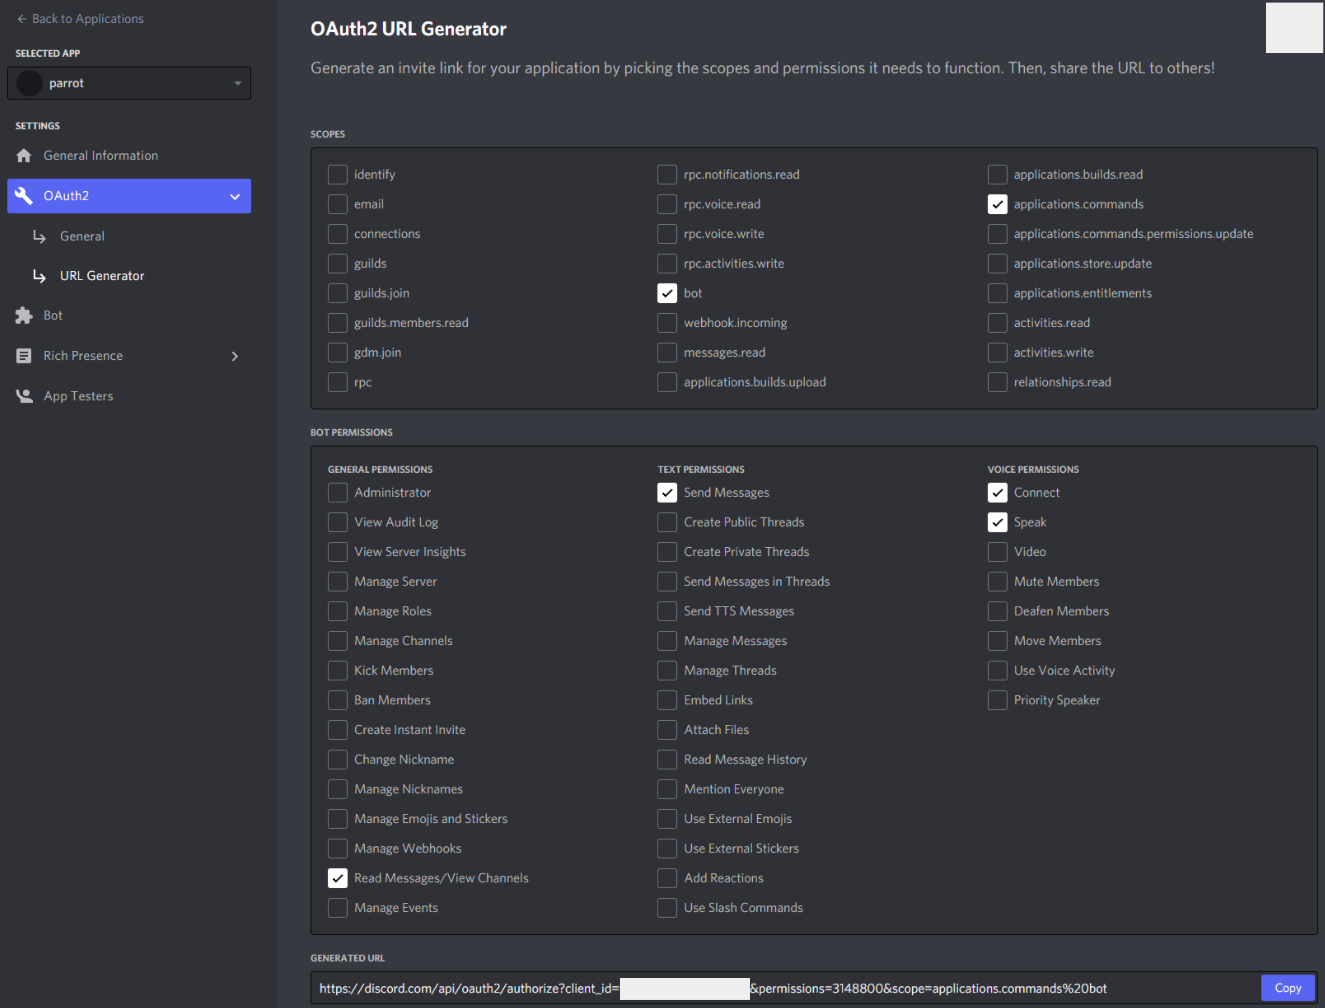 ← Back to Applications
SELECTED APP
parrot
SETTINGS
General Information
OAuth2
General
URL Generator
Bot
Rich Presence
App Testers
OAuth2 URL Generator
Generate an invite link for your application by picking the scopes and permissions it needs to function. Then, share the URL to others!
SCOPES
identify
email
connections
guilds
guilds.join
guilds.members.read
gdm.join
rpc
rpc.notifications.read
rpc.voice.read
rpc.voice.write
rpc.activities.write
bot
webhook.incoming
messages.read
applications.builds.upload
applications.builds.read
applications.commands
applications.commands.permissions.update
applications.store.update
applications.entitlements
activities.read
activities.write
relationships.read
BOT PERMISSIONS
GENERAL PERMISSIONS
Administrator
View Audit Log
View Server Insights
Manage Server
Manage Roles
Manage Channels
Kick Members
Ban Members
Create Instant Invite
Change Nickname
Manage Nicknames
Manage Emojis and Stickers
Manage Webhooks
Read Messages/View Channels
Manage Events
TEXT PERMISSIONS
Send Messages
Create Public Threads
Create Private Threads
Send Messages in Threads
Send TTS Messages
Manage Messages
Manage Threads
Embed Links
Attach Files
Read Message History
Mention Everyone
Use External Emojis
Use External Stickers
Add Reactions
Use Slash Commands
VOICE PERMISSIONS
Connect
Speak
Video
Mute Members
Deafen Members
Move Members
Use Voice Activity
Priority Speaker
GENERATED URL
https://discord.com/api/oauth2/authorize?client_id= &permissions=3148800&scope=applications.commands%20bot
Copy